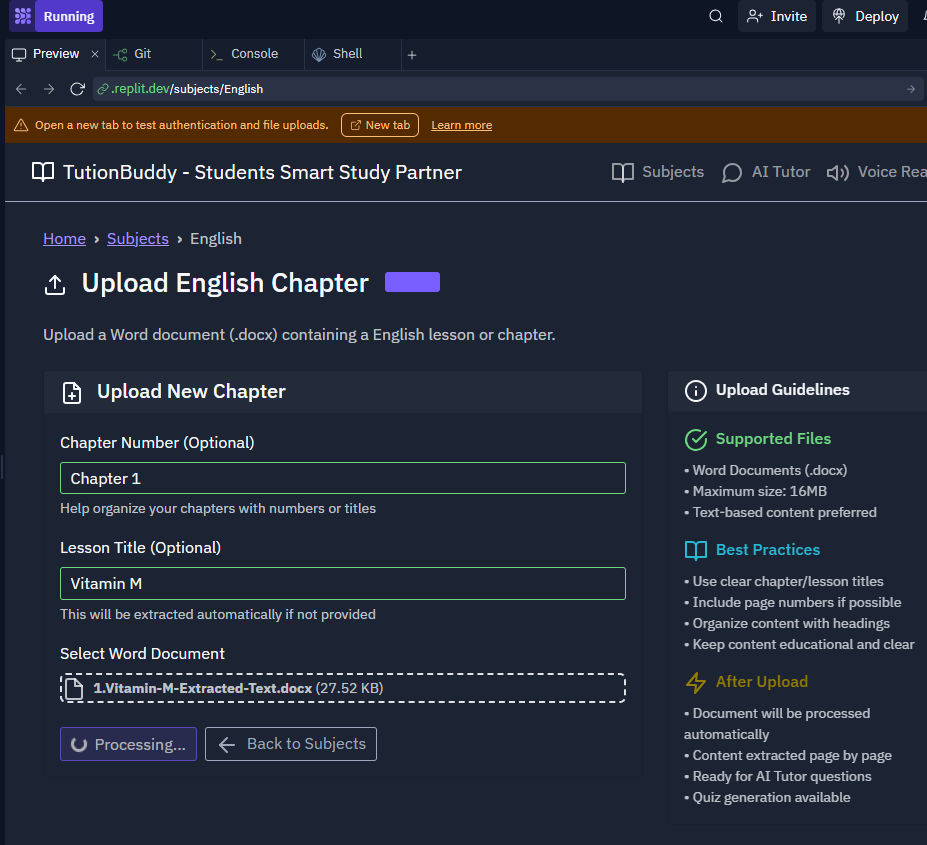 Running
Invite
Deploy
Preview
Git
Console
Shell
.replit.dev/subjects/English
Open a new tab to test authentication and file uploads.
New tab
Learn more
TutionBuddy - Students Smart Study Partner
Subjects
AI Tutor
Voice Rea
Home › Subjects › English
Upload English Chapter
Upload a Word document (.docx) containing a English lesson or chapter.
Upload New Chapter
Chapter Number (Optional)
Chapter 1
Help organize your chapters with numbers or titles
Lesson Title (Optional)
Vitamin M
This will be extracted automatically if not provided
Select Word Document
1.Vitamin-M-Extracted-Text.docx (27.52 KB)
Processing...
Back to Subjects
Upload Guidelines
Supported Files
• Word Documents (.docx)
• Maximum size: 16MB
• Text-based content preferred
Best Practices
• Use clear chapter/lesson titles
• Include page numbers if possible
• Organize content with headings
• Keep content educational and clear
After Upload
• Document will be processed
automatically
• Content extracted page by page
• Ready for AI Tutor questions
• Quiz generation available